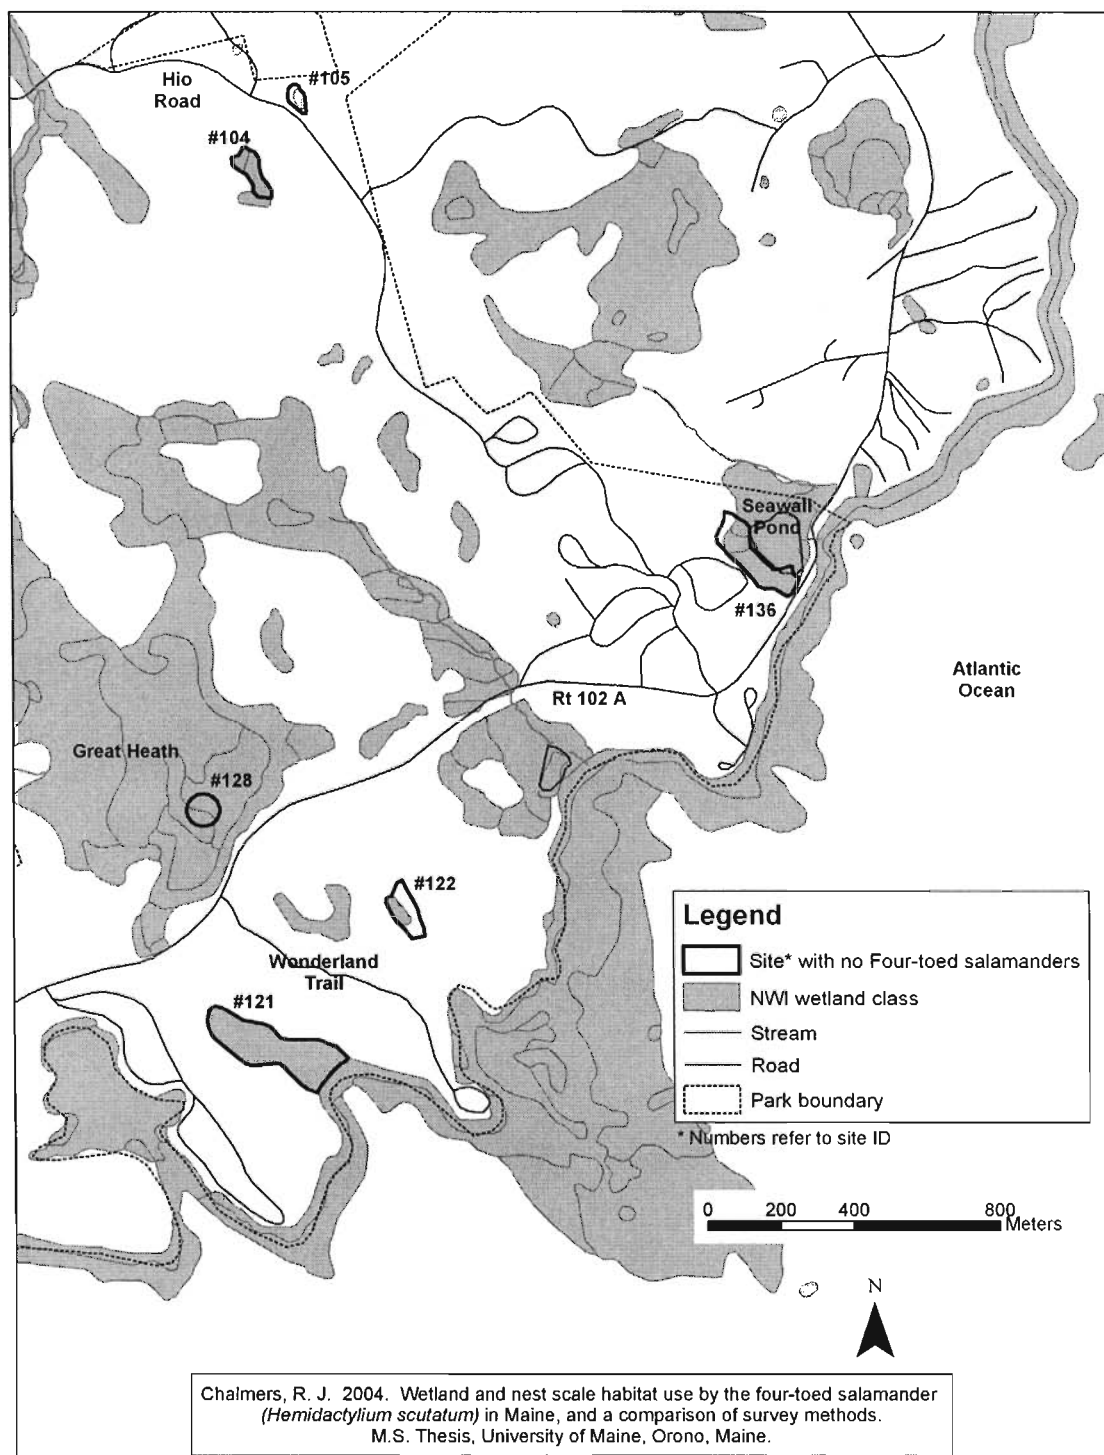 Hio
Road
#105
#104
Seawall
Pond
#136
Atlantic
Ocean
Rt 102 A
Great Heath
#128
#122
Wonderland
Trail
#121
Legend
Site* with no Four-toed salamanders
NWI wetland class
Stream
Road
Park boundary
* Numbers refer to site ID
0 200 400 800
Meters
N
Chalmers, R. J. 2004. Wetland and nest scale habitat use by the four-toed salamander
(Hemidactylium scutatum) in Maine, and a comparison of survey methods.
M.S. Thesis, University of Maine, Orono, Maine.